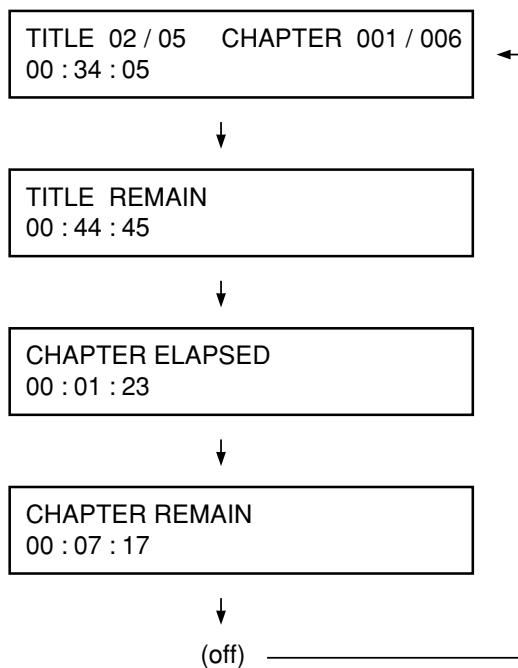 TITLE 02 / 05 CHAPTER 001 / 006
00 : 34 : 05
TITLE REMAIN
00 : 44 : 45
CHAPTER ELAPSED
00 : 01 : 23
CHAPTER REMAIN
00 : 07 : 17
(off)